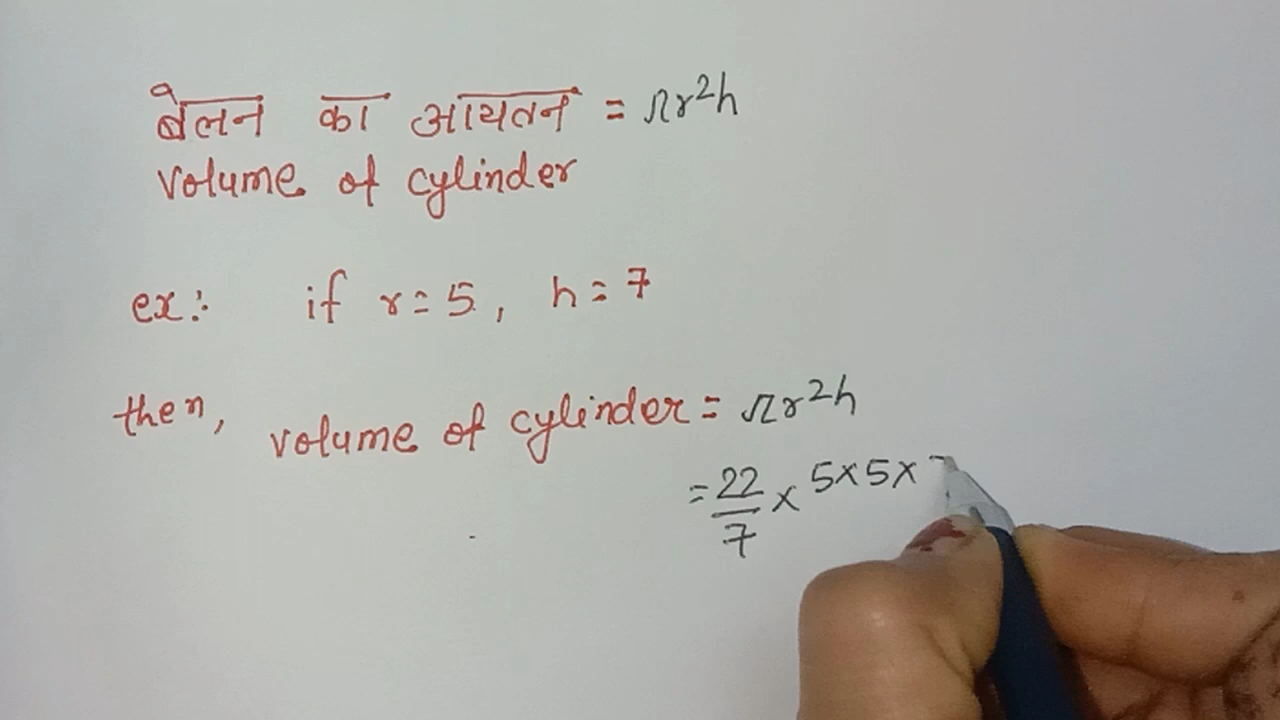 बेलन का आयतन = πr²h
volume of cylinder
ex:- if r=5, h=7
then, volume of cylinder = πr²h
= 22/7 × 5×5×